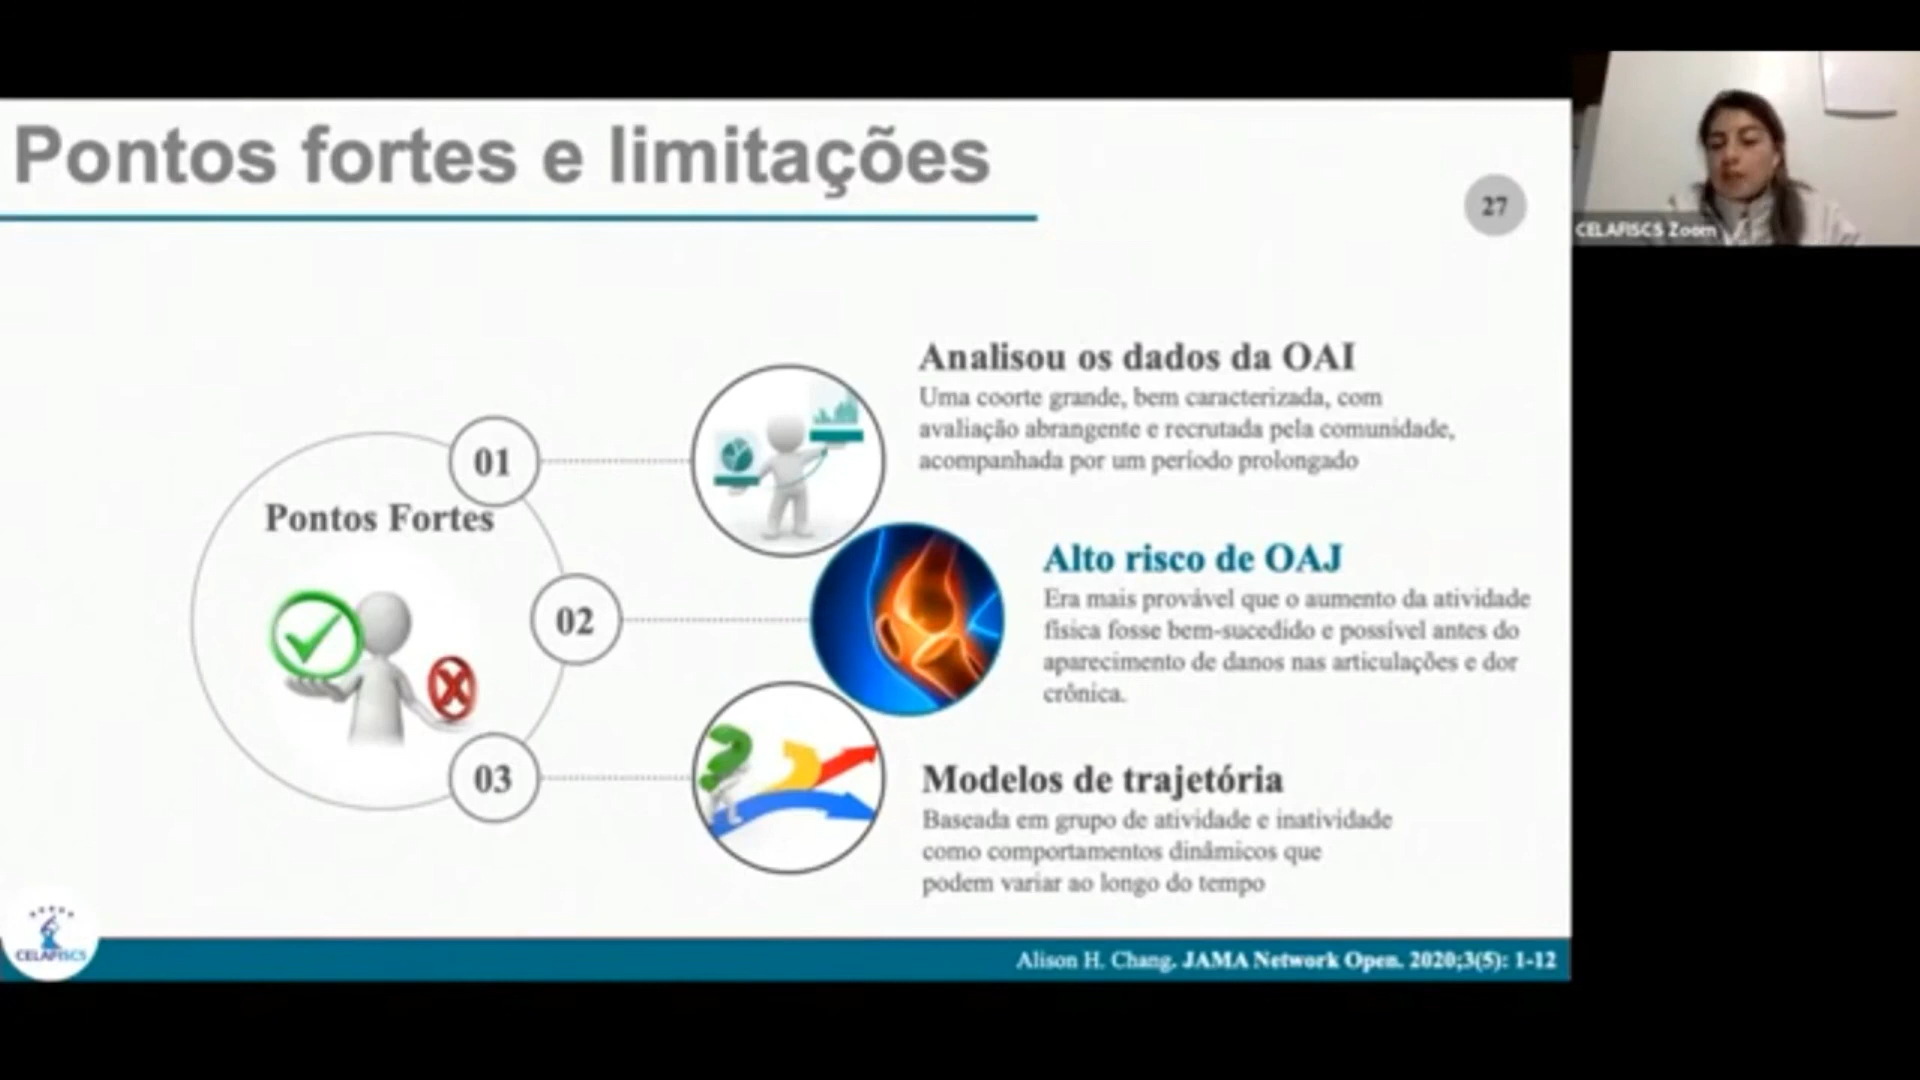 Pontos fortes e limitações
27
CELAFISCS Zoom
Pontos Fortes
01
02
03
Analisou os dados da OAI
Uma coorte grande, bem caracterizada, com
avaliação abrangente e recrutada pela comunidade,
acompanhada por um período prolongado
Alto risco de OAJ
Era mais provável que o aumento da atividade
física fosse bem-sucedido e possível antes do
aparecimento de danos nas articulações e dor
crônica.
Modelos de trajetória
Baseada em grupo de atividade e inatividade
como comportamentos dinâmicos que
podem variar ao longo do tempo
CELAFISCS
Alison H. Chang. JAMA Network Open. 2020;3(5): 1-12